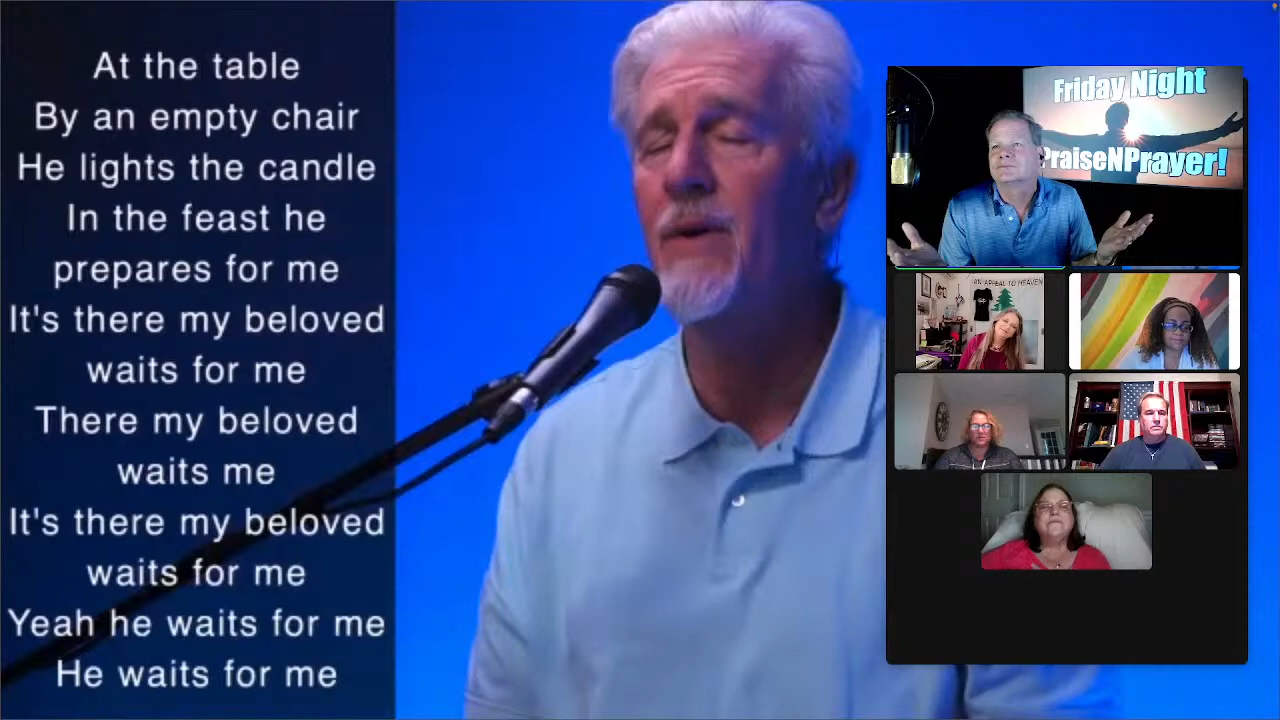 At the table
By an empty chair
He lights the candle
In the feast he
prepares for me
It's there my beloved
waits for me
There my beloved
waits me
It's there my beloved
waits for me
Yeah he waits for me
He waits for me
Friday Night
PraiseNPrayer!
AN APPEAL TO HEAVEN